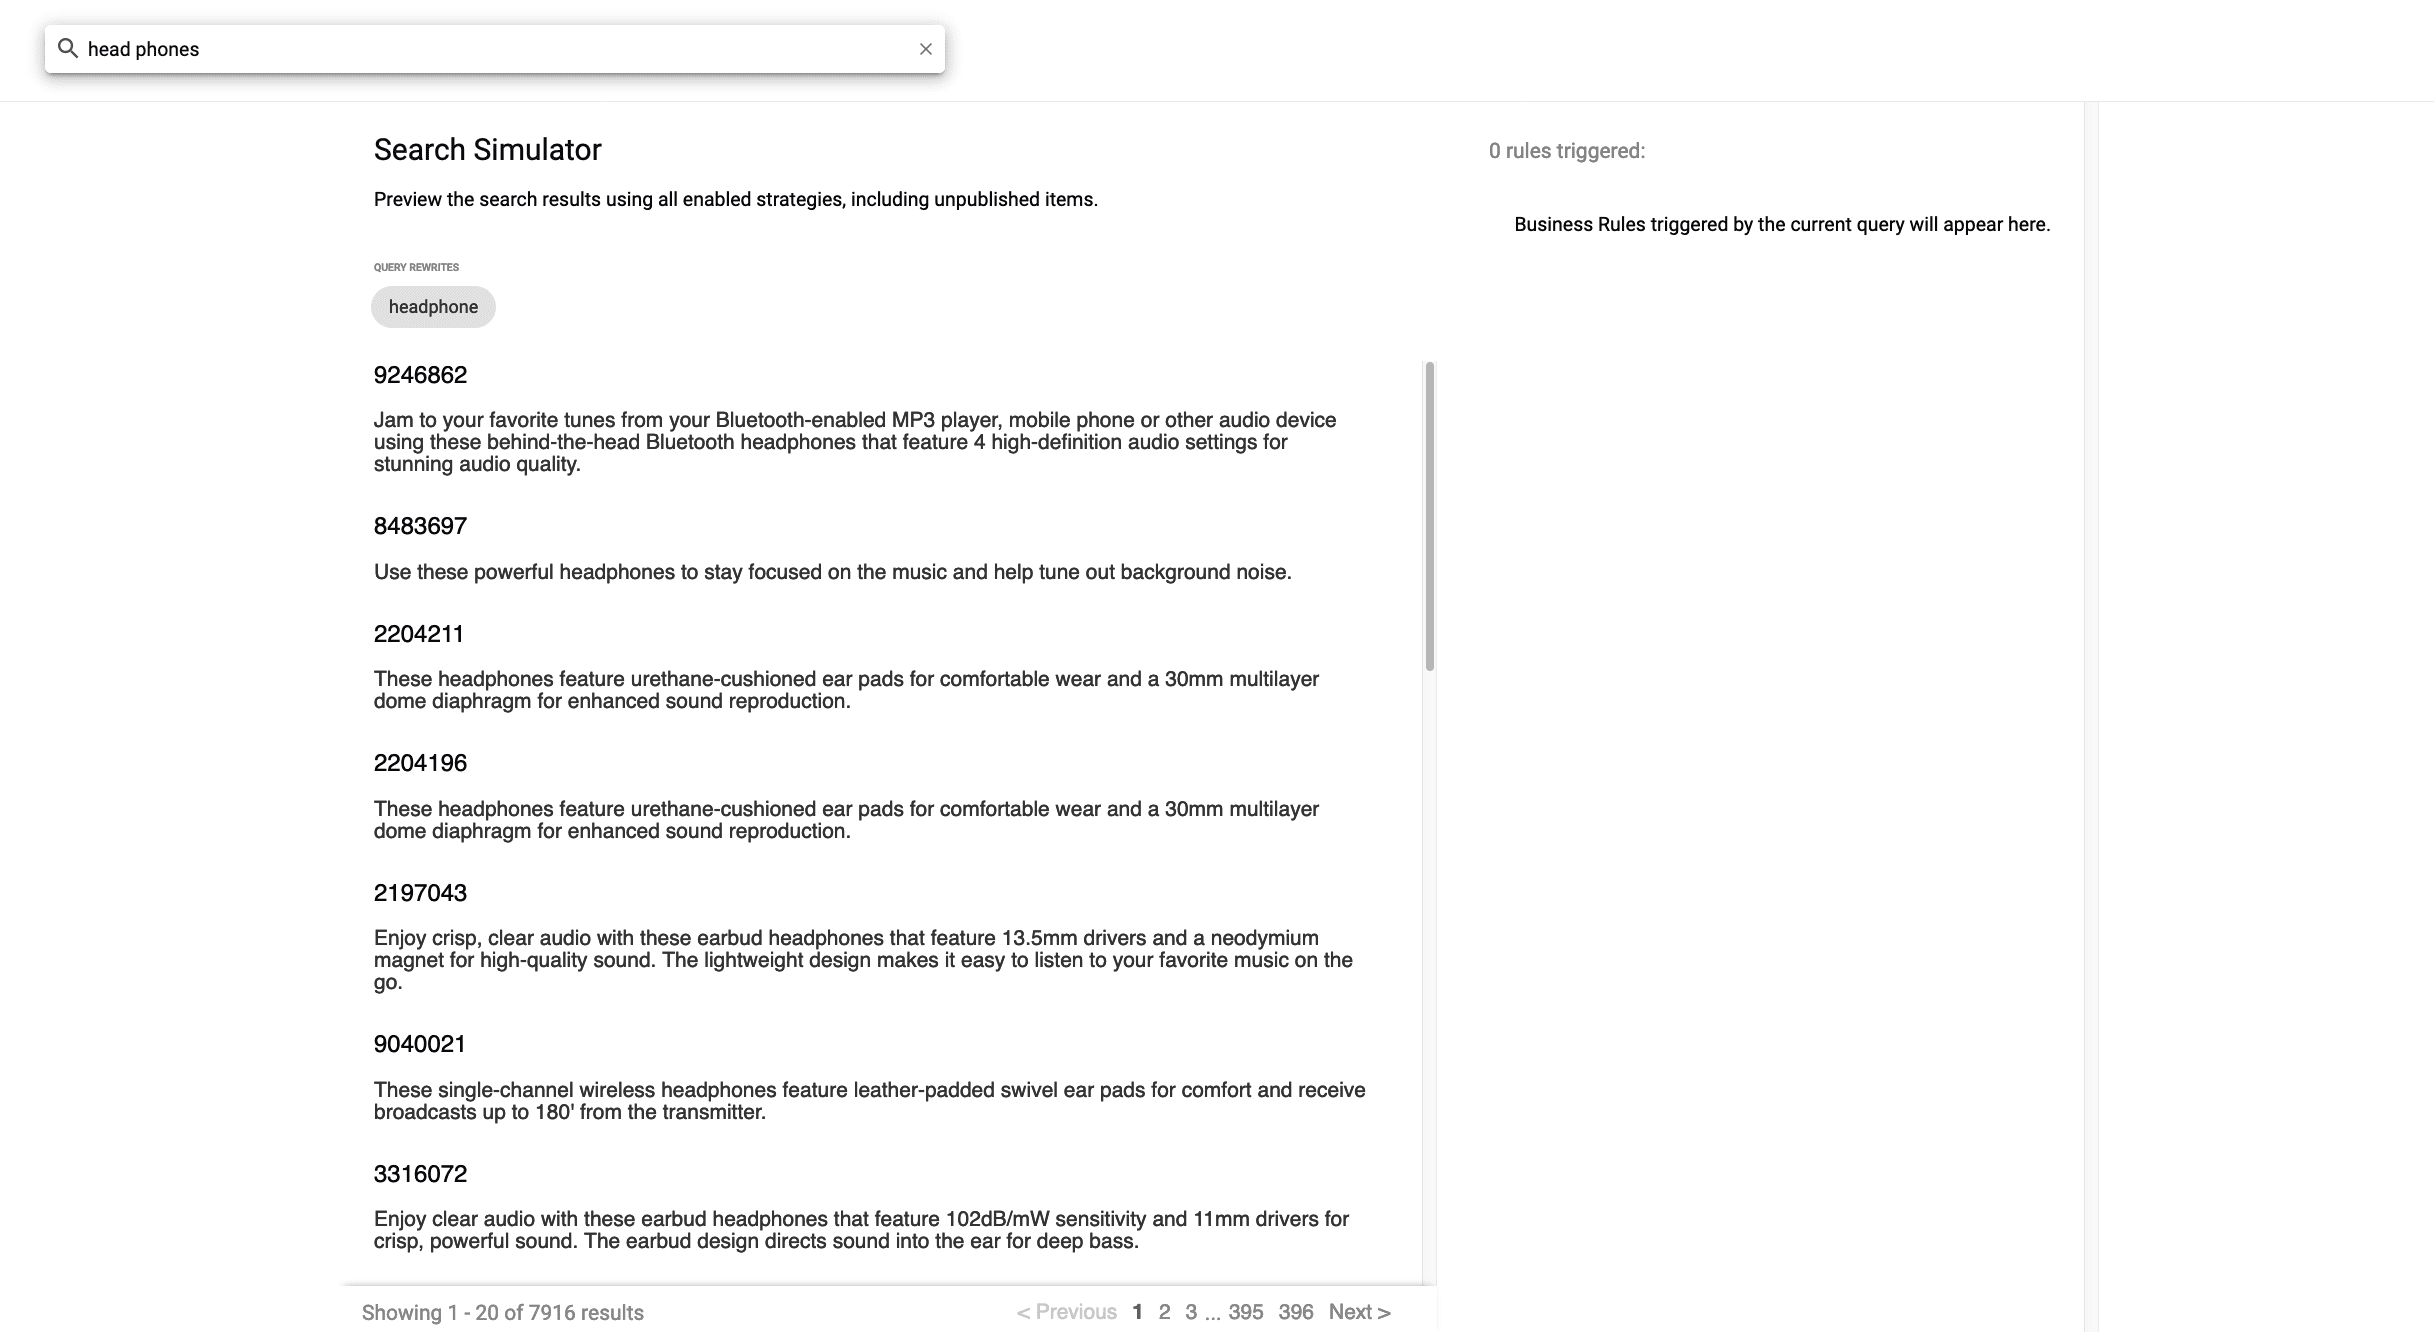 head phones
Search Simulator
Preview the search results using all enabled strategies, including unpublished items.
QUERY REWRITES
headphone
9246862
Jam to your favorite tunes from your Bluetooth-enabled MP3 player, mobile phone or other audio device
using these behind-the-head Bluetooth headphones that feature 4 high-definition audio settings for
stunning audio quality.
8483697
Use these powerful headphones to stay focused on the music and help tune out background noise.
2204211
These headphones feature urethane-cushioned ear pads for comfortable wear and a 30mm multilayer
dome diaphragm for enhanced sound reproduction.
2204196
These headphones feature urethane-cushioned ear pads for comfortable wear and a 30mm multilayer
dome diaphragm for enhanced sound reproduction.
2197043
Enjoy crisp, clear audio with these earbud headphones that feature 13.5mm drivers and a neodymium
magnet for high-quality sound. The lightweight design makes it easy to listen to your favorite music on the
go.
9040021
These single-channel wireless headphones feature leather-padded swivel ear pads for comfort and receive
broadcasts up to 180' from the transmitter.
3316072
Enjoy clear audio with these earbud headphones that feature 102dB/mW sensitivity and 11mm drivers for
crisp, powerful sound. The earbud design directs sound into the ear for deep bass.
Showing 1 - 20 of 7916 results
< Previous 1 2 3 ... 395 396 Next >
0 rules triggered:
Business Rules triggered by the current query will appear here.